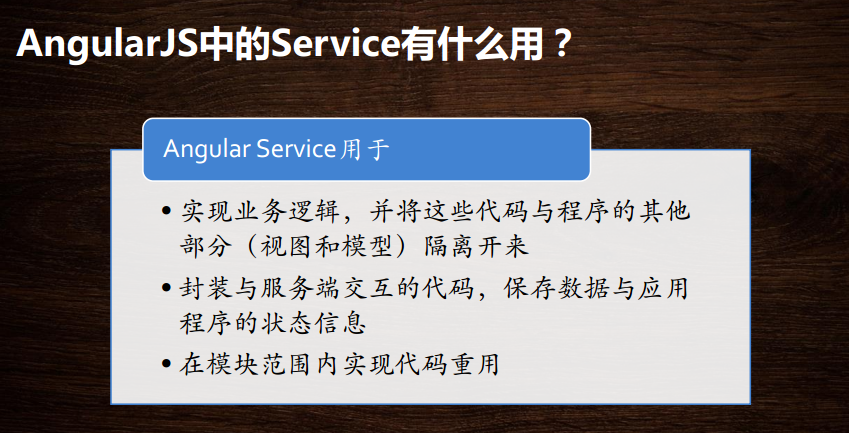 AngularJS中的Service有什么用？
Angular Service用于
• 实现业务逻辑，并将这些代码与程序的其他
部分（视图和模型）隔离开来
• 封装与服务端交互的代码，保存数据与应用
程序的状态信息
• 在模块范围内实现代码重用